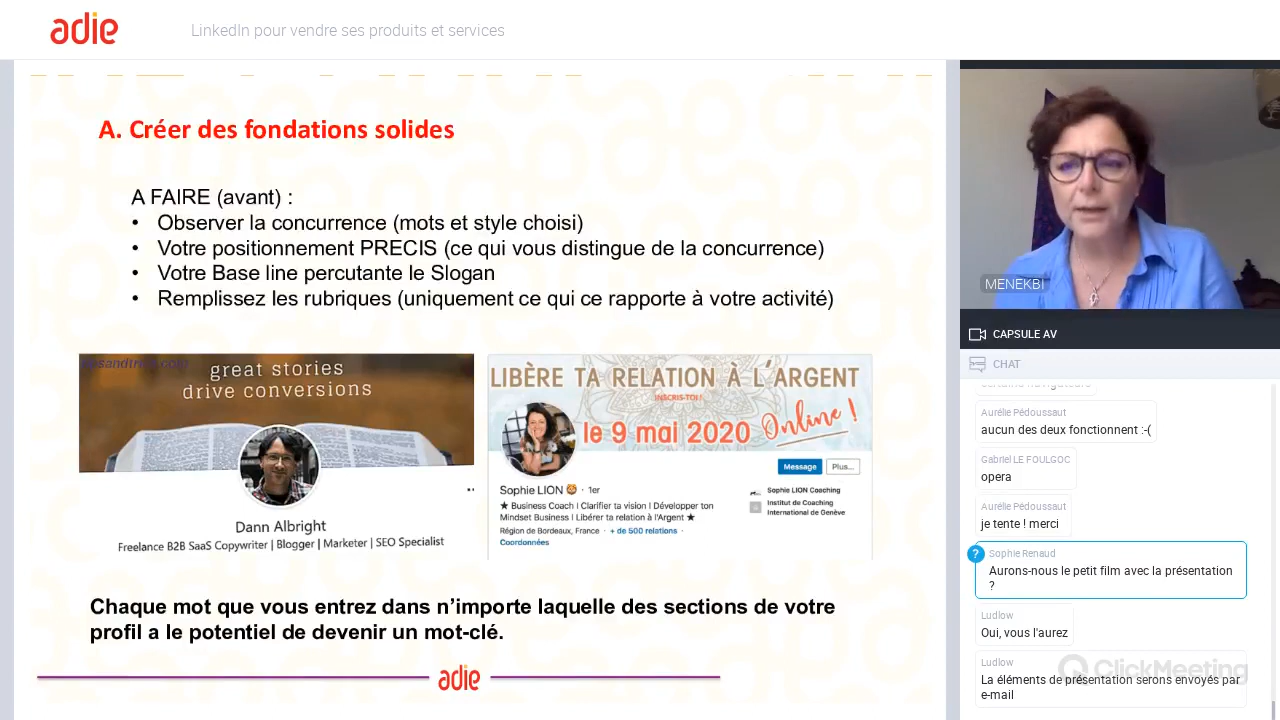 adie
LinkedIn pour vendre ses produits et services
A. Créer des fondations solides
A FAIRE (avant) :
• Observer la concurrence (mots et style choisi)
• Votre positionnement PRECIS (ce qui vous distingue de la concurrence)
• Votre Base line percutante le Slogan
• Remplissez les rubriques (uniquement ce qui ce rapporte à votre activité)
great stories
drive conversions
Dann Albright
Freelance B2B SaaS Copywriter | Blogger | Marketer | SEO Specialist
LIBÈRE TA RELATION À L'ARGENT
INSCRIS-TOI !
le 9 mai 2020 Online !
Message Plus...
Sophie LION · 1er
★ Business Coach I Clarifier ta vision I Développer ton
Mindset Business I Libérer ta relation à l'Argent ★
Région de Bordeaux, France · + de 500 relations ·
Coordonnées
Sophie LION Coaching
Institut de Coaching
International de Genève
Chaque mot que vous entrez dans n'importe laquelle des sections de votre
profil a le potentiel de devenir un mot-clé.
adie
MENEKBI
CAPSULE AV
CHAT
certains navigateurs
Aurélie Pédoussaut
aucun des deux fonctionnent :-(
Gabriel LE FOULGOC
opera
Aurélie Pédoussaut
je tente ! merci
?
Sophie Renaud
Aurons-nous le petit film avec la présentation
?
Ludlow
Oui, vous l'aurez
Ludlow
La éléments de présentation serons envoyés par
e-mail
ClickMeeting